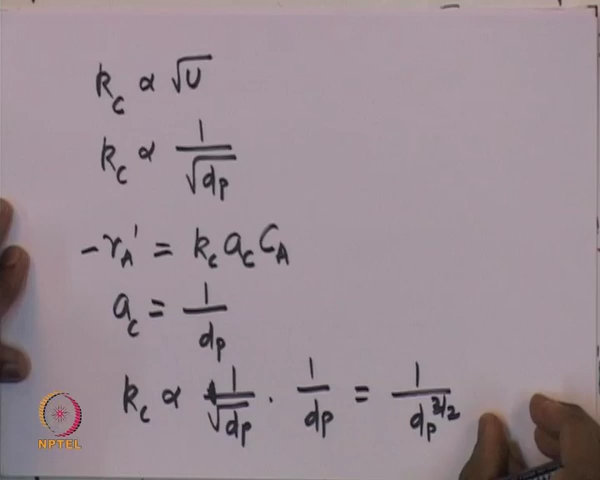 k_c ∝ √U
k_c ∝ 1/√d_p
-r_A' = k_c a_c C_A
a_c = 1/d_p
k_c ∝ 1/√d_p · 1/d_p = 1/d_p^{3/2}
NPTEL